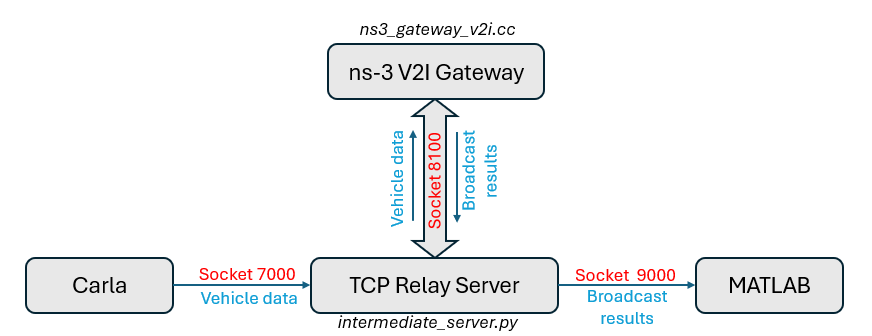 ns3_gateway_v2i.cc
ns-3 V2I Gateway
Vehicle data
Socket 8100
Broadcast
results
Carla
Socket 7000
Vehicle data
TCP Relay Server
intermediate_server.py
Socket 9000
Broadcast
results
MATLAB